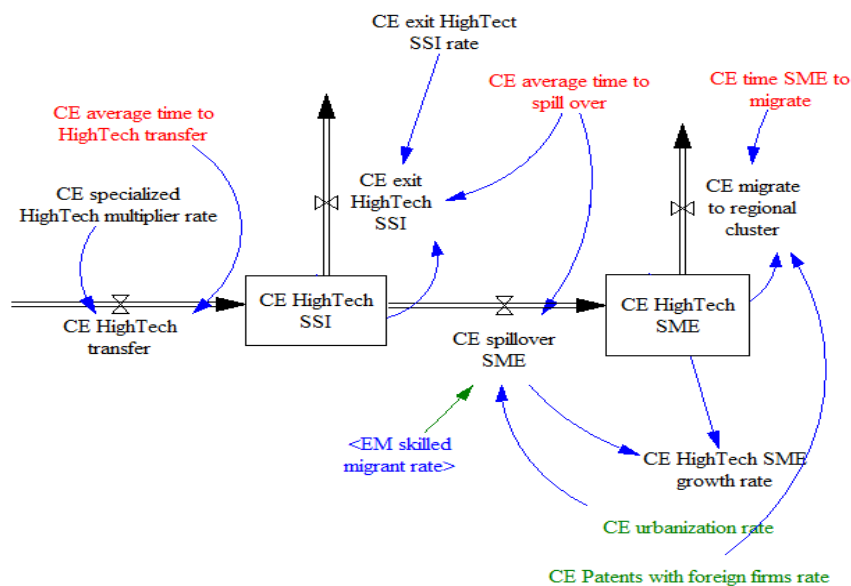 CE exit HighTect
SSI rate
CE average time to
spill over
CE time SME to
migrate
CE average time to
HighTech transfer
CE specialized
HighTech multiplier rate
CE exit
HighTech
SSI
CE migrate
to regional
cluster
CE HighTech
SSI
CE HighTech
SME
CE HighTech
transfer
CE spillover
SME
<EM skilled
migrant rate>
CE HighTech SME
growth rate
CE urbanization rate
CE Patents with foreign firms rate